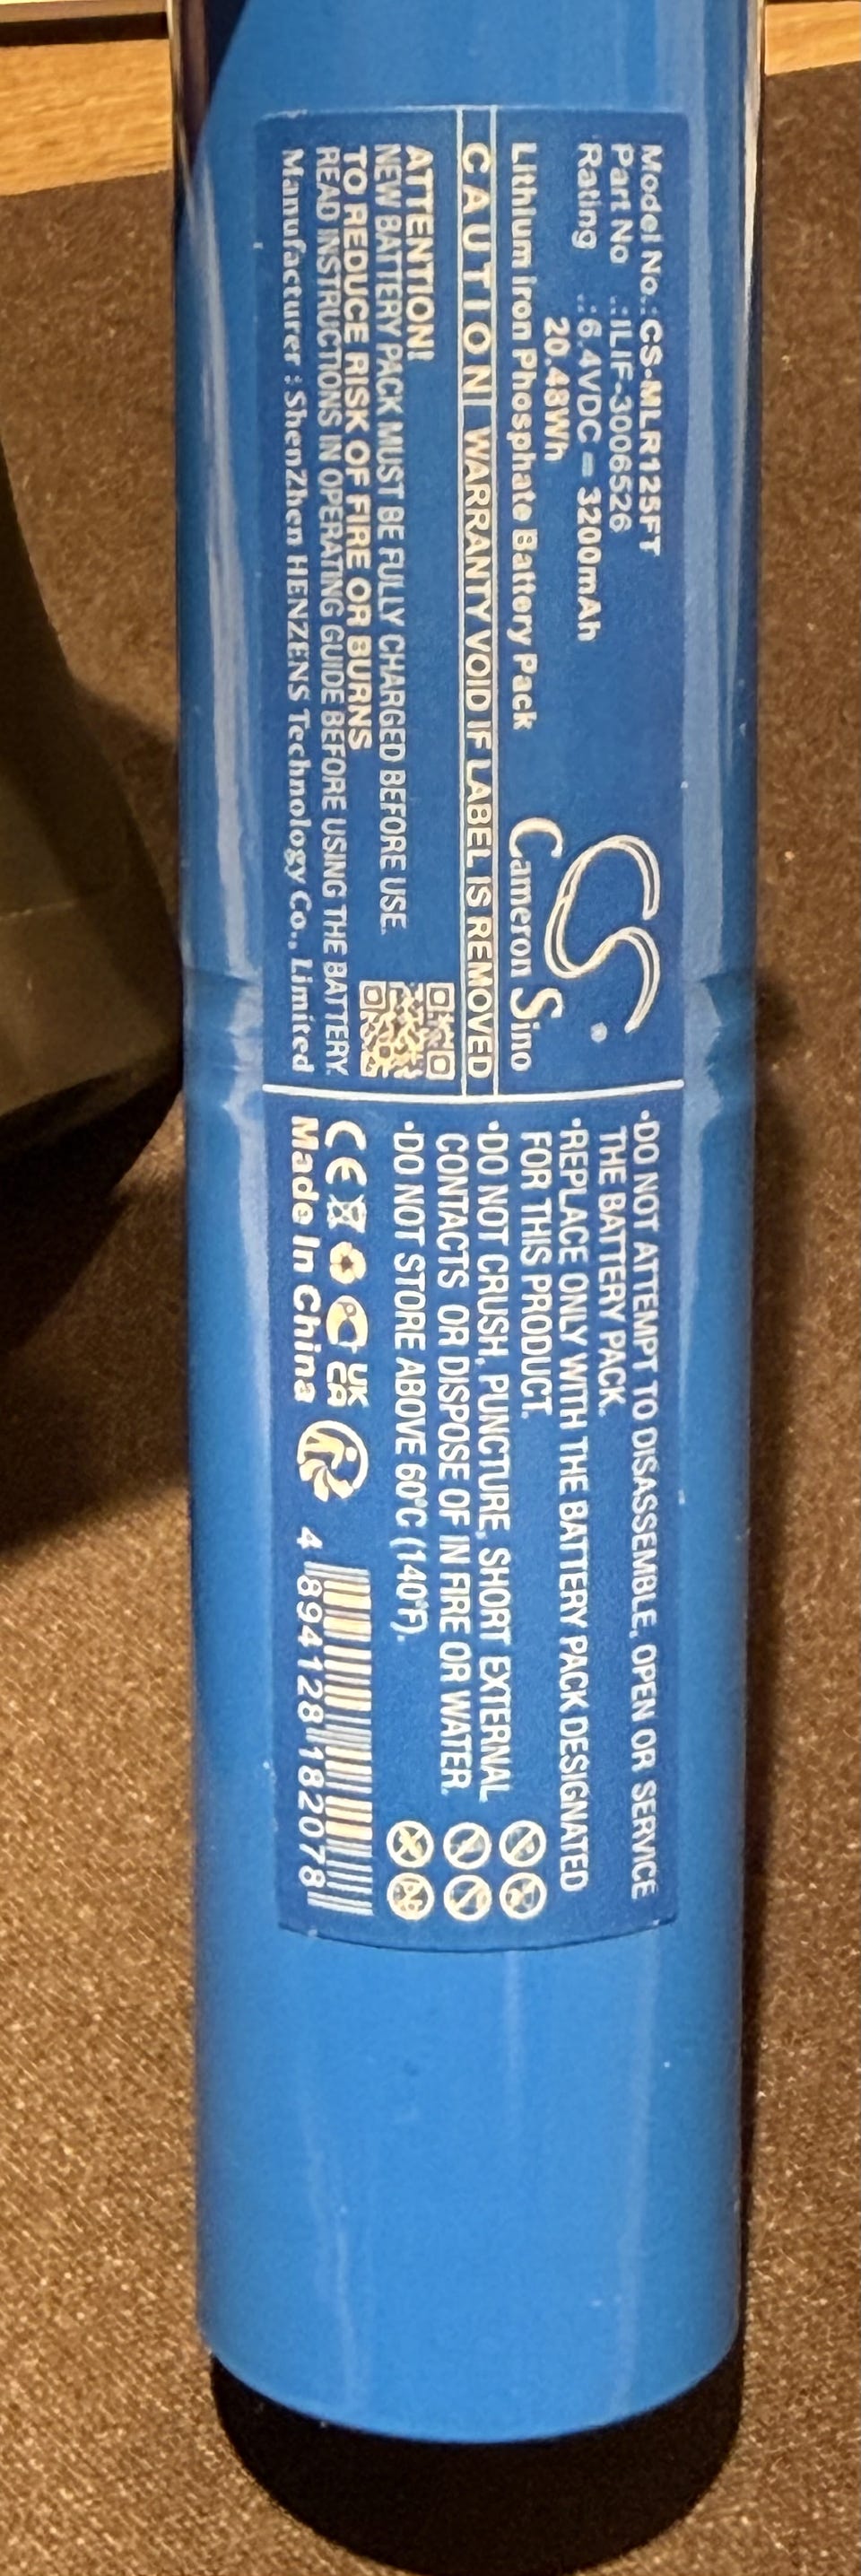 Model No.: CS-MLR125FT
Part No .: ILIF-3006526
Rating .: 6.4VDC = 3200mAh
20.48Wh
Lithium Iron Phosphate Battery Pack
CS
Cameron Sino
CAUTION! WARRANTY VOID IF LABEL IS REMOVED
ATTENTION!
NEW BATTERY PACK MUST BE FULLY CHARGED BEFORE USE.
TO REDUCE RISK OF FIRE OR BURNS
READ INSTRUCTIONS IN OPERATING GUIDE BEFORE USING THE BATTERY.
Manufacturer : ShenZhen HENZENS Technology Co., Limited
•DO NOT ATTEMPT TO DISASSEMBLE, OPEN OR SERVICE
THE BATTERY PACK.
•REPLACE ONLY WITH THE BATTERY PACK DESIGNATED
FOR THIS PRODUCT.
•DO NOT CRUSH, PUNCTURE, SHORT EXTERNAL
CONTACTS OR DISPOSE OF IN FIRE OR WATER.
•DO NOT STORE ABOVE 60°C (140°F).
CE UK CA
Made In China
4 894128 182078